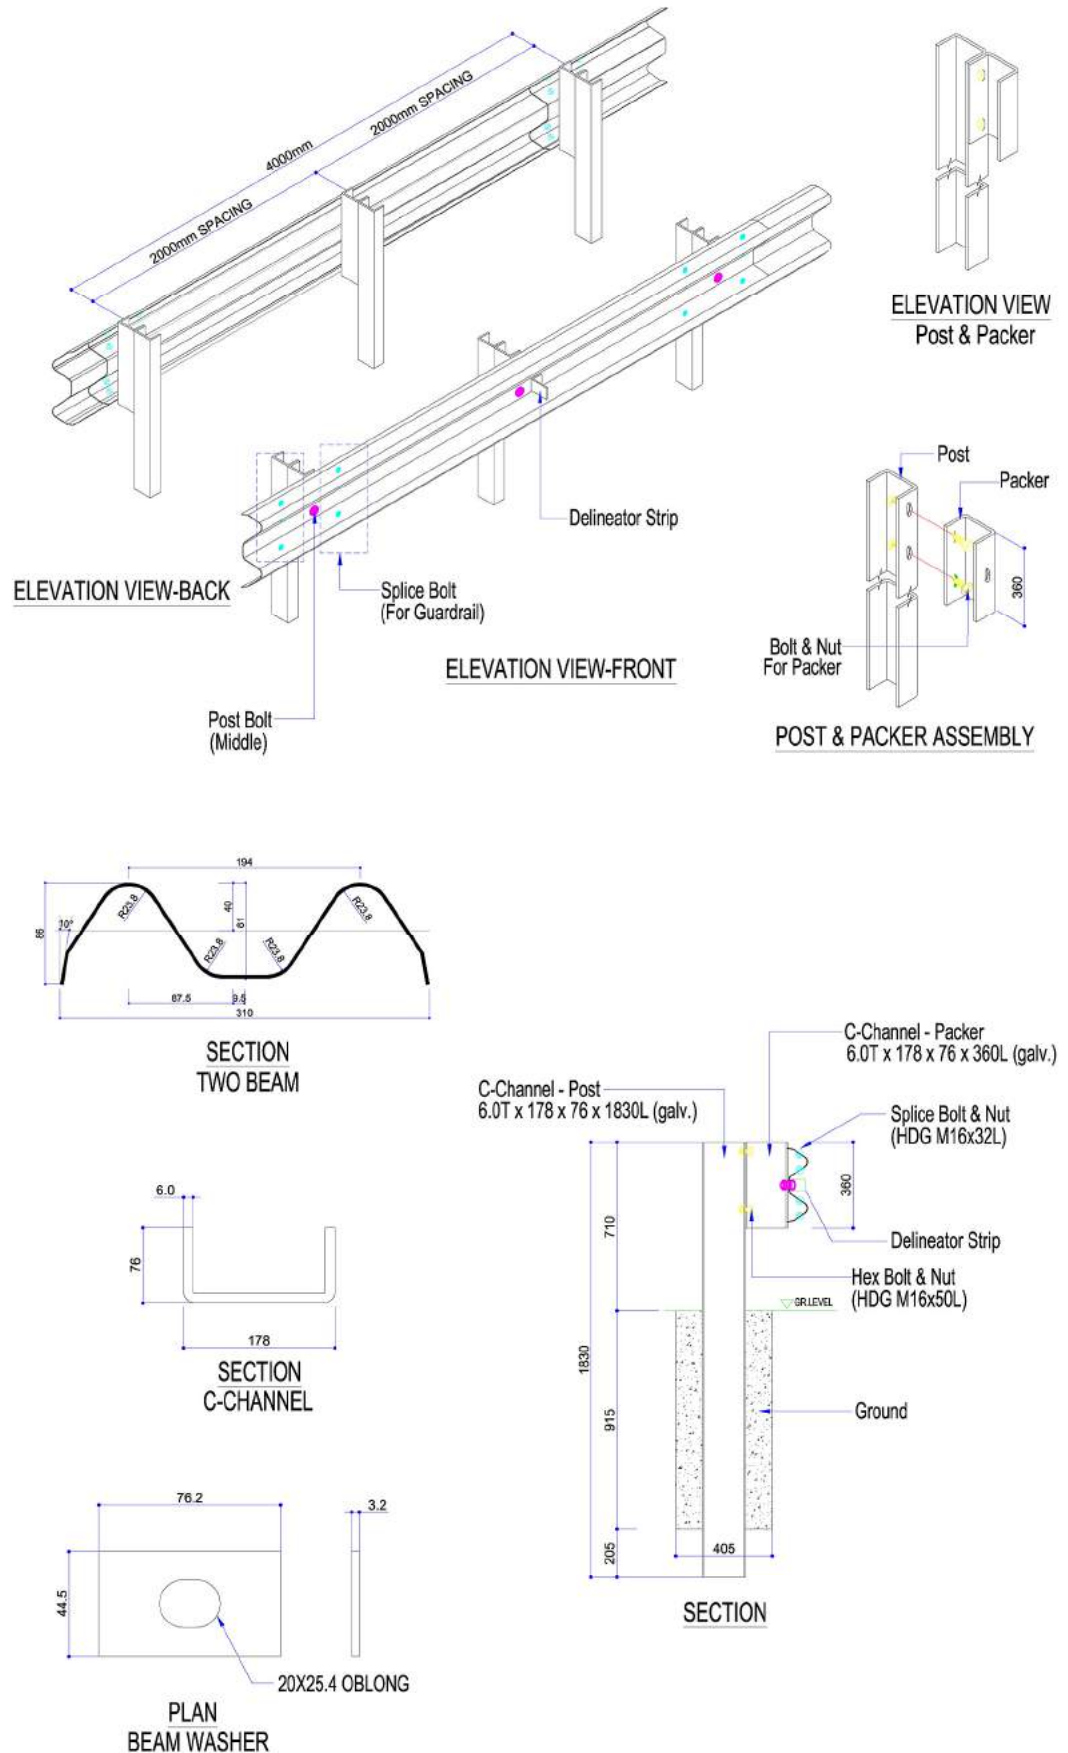 4000mm
2000mm SPACING
2000mm SPACING
ELEVATION VIEW
Post & Packer
Delineator Strip
Splice Bolt
(For Guardrail)
ELEVATION VIEW-BACK
ELEVATION VIEW-FRONT
Post Bolt
(Middle)
Post
Packer
360
Bolt & Nut
For Packer
POST & PACKER ASSEMBLY
194
10°
R23.8
40
81
R23.8
R23.8
R23.8
87.5
9.5
310
SECTION
TWO BEAM
6.0
76
178
SECTION
C-CHANNEL
76.2
3.2
44.5
20X25.4 OBLONG
PLAN
BEAM WASHER
C-Channel - Packer
6.0T x 178 x 76 x 360L (galv.)
C-Channel - Post
6.0T x 178 x 76 x 1830L (galv.)
Splice Bolt & Nut
(HDG M16x32L)
360
710
Delineator Strip
Hex Bolt & Nut
(HDG M16x50L)
GR.LEVEL
1830
915
Ground
205
405
SECTION